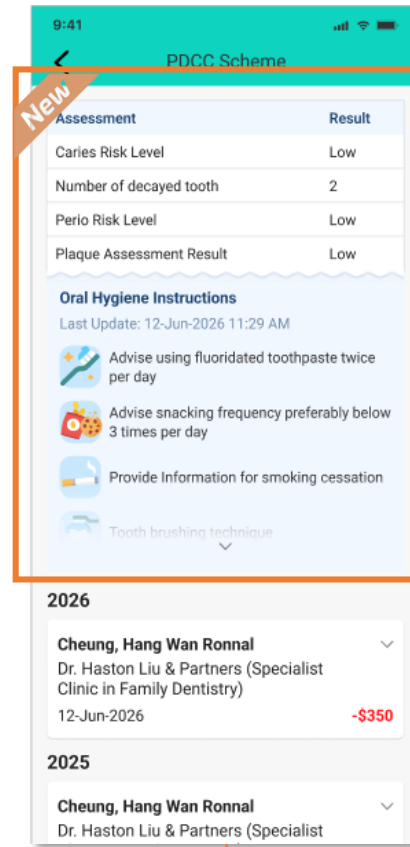 9:41
PDCC Scheme
New
Assessment Result
Caries Risk Level Low
Number of decayed tooth 2
Perio Risk Level Low
Plaque Assessment Result Low
Oral Hygiene Instructions
Last Update: 12-Jun-2026 11:29 AM
Advise using fluoridated toothpaste twice
per day
Advise snacking frequency preferably below
3 times per day
Provide Information for smoking cessation
Tooth brushing technique
2026
Cheung, Hang Wan Ronnal
Dr. Haston Liu & Partners (Specialist
Clinic in Family Dentistry)
12-Jun-2026 -$350
2025
Cheung, Hang Wan Ronnal
Dr. Haston Liu & Partners (Specialist